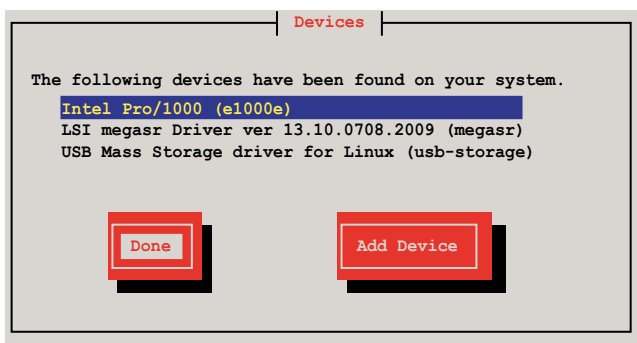 Devices
The following devices have been found on your system.
Intel Pro/1000 (e1000e)
LSI megasr Driver ver 13.10.0708.2009 (megasr)
USB Mass Storage driver for Linux (usb-storage)
Done
Add Device